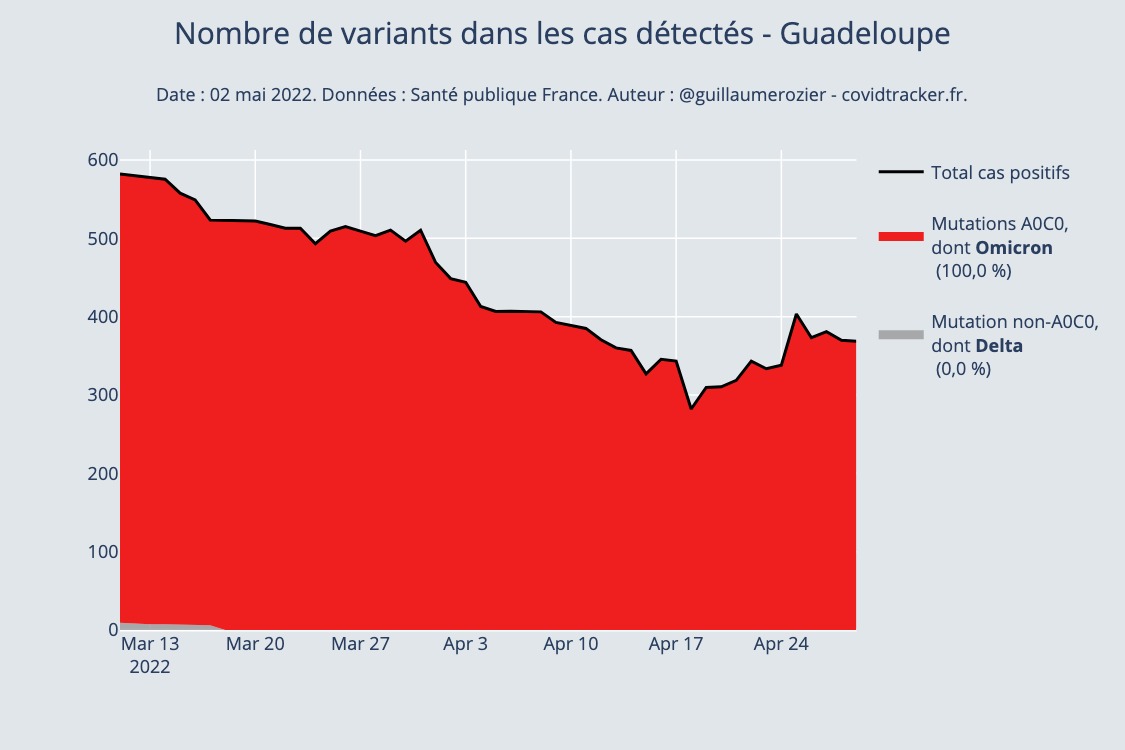 Nombre de variants dans les cas détectés - Guadeloupe
Date : 02 mai 2022. Données : Santé publique France. Auteur : @guillaumerozier - covidtracker.fr.
600
500
400
300
200
100
0
Mar 13
2022
Mar 20
Mar 27
Apr 3
Apr 10
Apr 17
Apr 24
Total cas positifs
Mutations A0C0,
dont Omicron
(100,0 %)
Mutation non-A0C0,
dont Delta
(0,0 %)